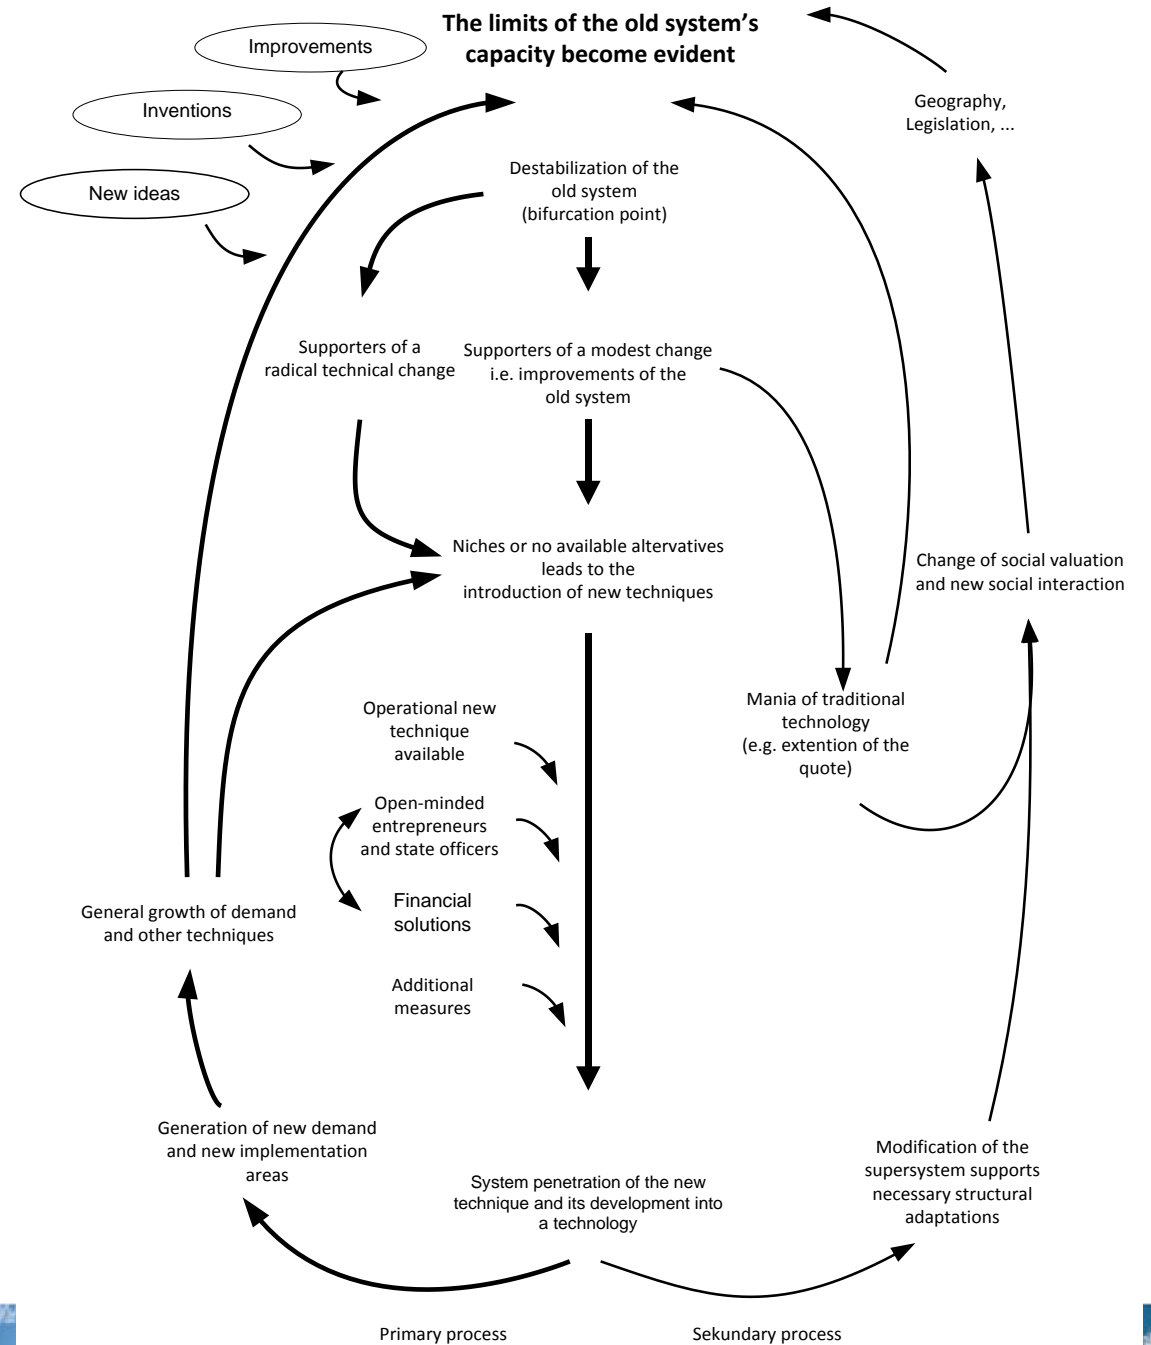 The limits of the old system's
capacity become evident
Improvements
Inventions
New ideas
Geography,
Legislation, ...
Destabilization of the
old system
(bifurcation point)
Supporters of a
radical technical change
Supporters of a modest change
i.e. improvements of the
old system
Niches or no available altervatives
leads to the
introduction of new techniques
Change of social valuation
and new social interaction
Mania of traditional
technology
(e.g. extention of the
quote)
Operational new
technique
available
Open-minded
entrepreneurs
and state officers
Financial
solutions
Additional
measures
General growth of demand
and other techniques
Generation of new demand
and new implementation
areas
System penetration of the new
technique and its development into
a technology
Modification of the
supersystem supports
necessary structural
adaptations
Primary process
Sekundary process